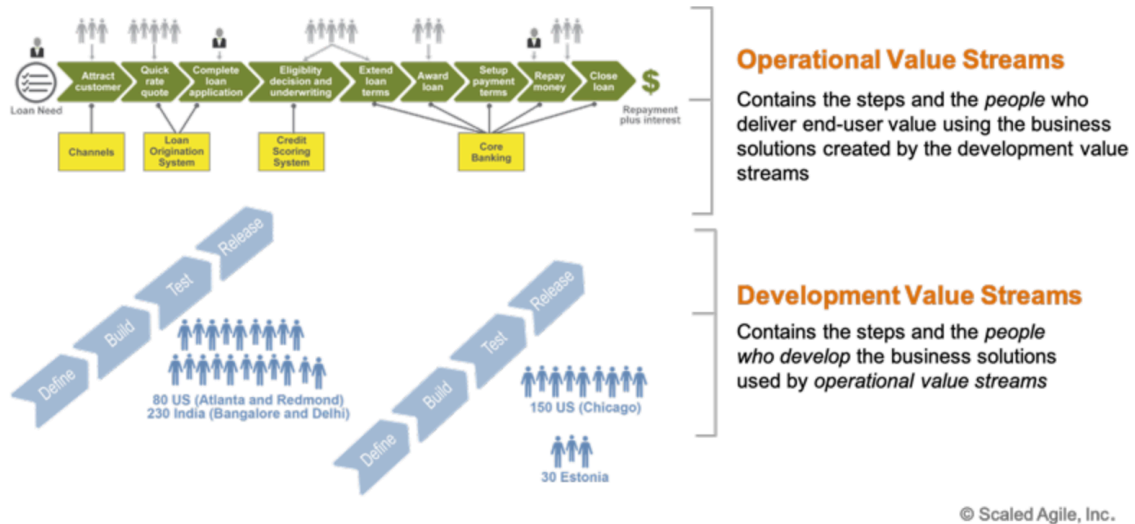 Operational Value Streams
Contains the steps and the people who
deliver end-user value using the business
solutions created by the development value
streams
Loan Need
Attract
customer
Quick
rate
quote
Complete
loan
application
Eligiblity
decision and
underwriting
Extend
loan
terms
Award
loan
Setup
payment
terms
Repay
money
Close
loan
$
Repayment
plus interest
Channels
Loan
Origination
System
Credit
Scoring
System
Core
Banking
Define
Build
Test
Release
80 US (Atlanta and Redmond)
230 India (Bangalore and Delhi)
Define
Build
Test
Release
150 US (Chicago)
30 Estonia
Development Value Streams
Contains the steps and the people
who develop the business solutions
used by operational value streams
© Scaled Agile, Inc.